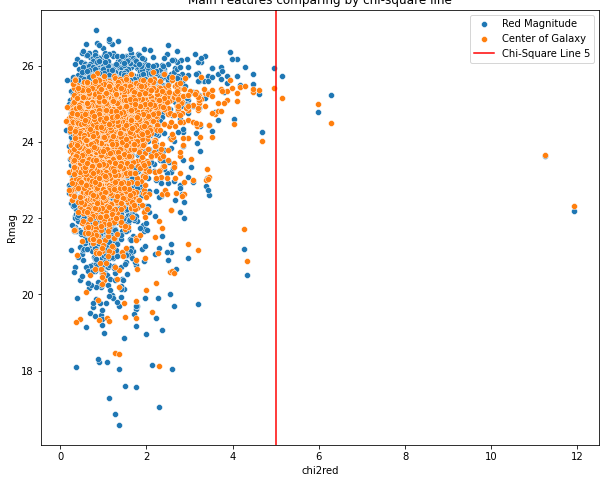 Main Features comparing by chi-square line
Red Magnitude
Center of Galaxy
Chi-Square Line 5
26
24
22
20
18
Rmag
0 2 4 6 8 10 12
chi2red